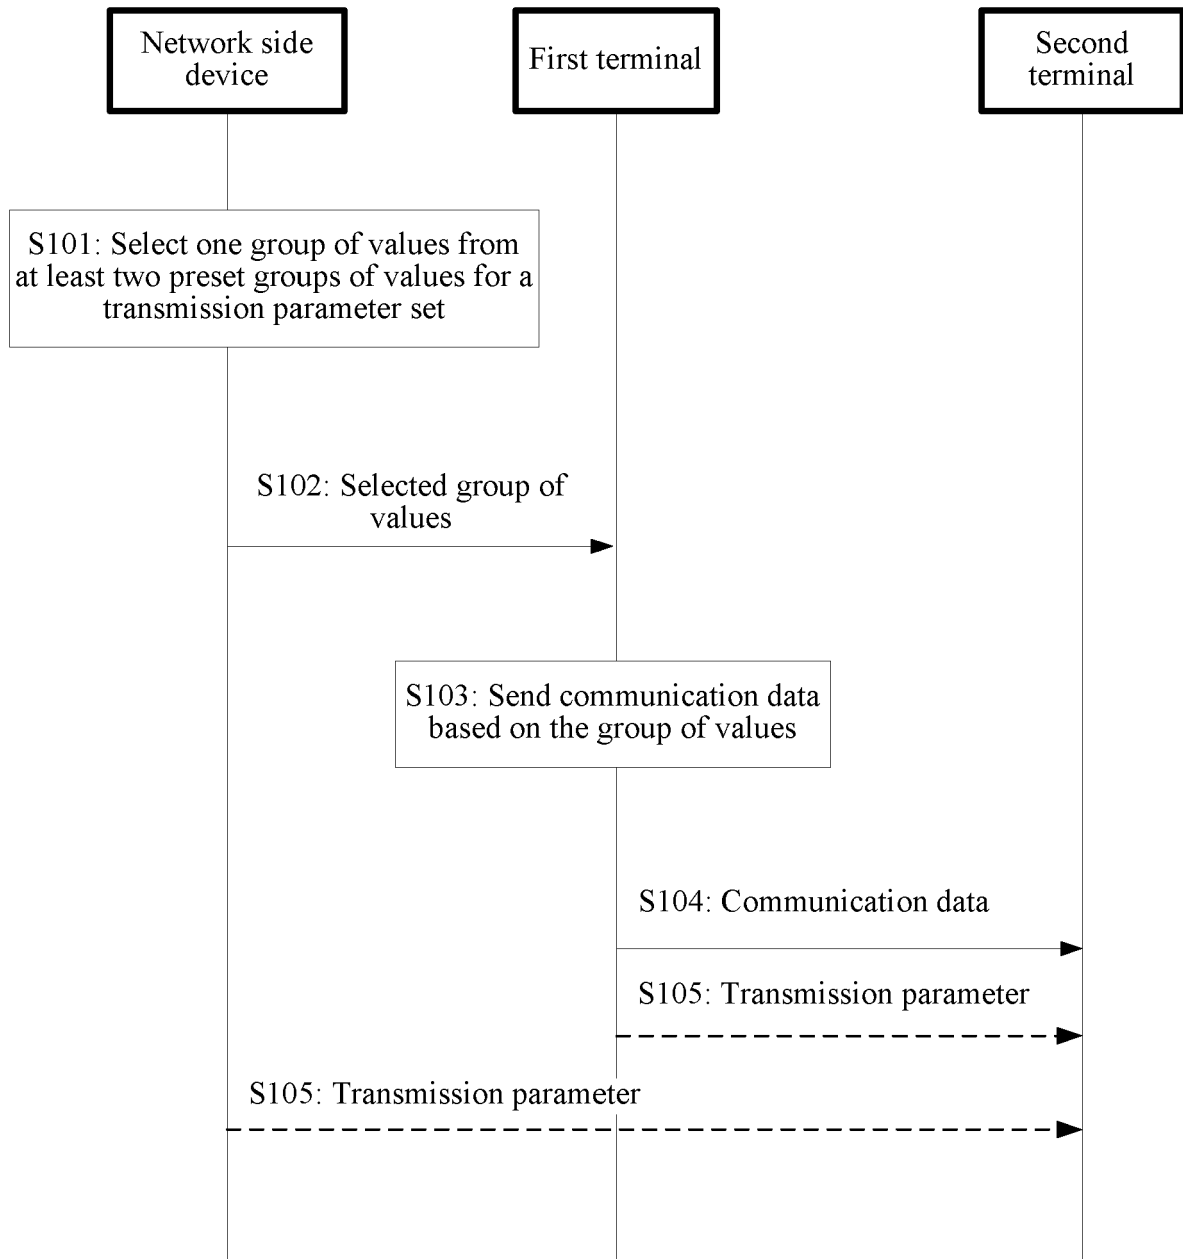 Network side
device
First terminal
Second
terminal
S101: Select one group of values from
at least two preset groups of values for a
transmission parameter set
S102: Selected group of
values
S103: Send communication data
based on the group of values
S104: Communication data
S105: Transmission parameter
S105: Transmission parameter